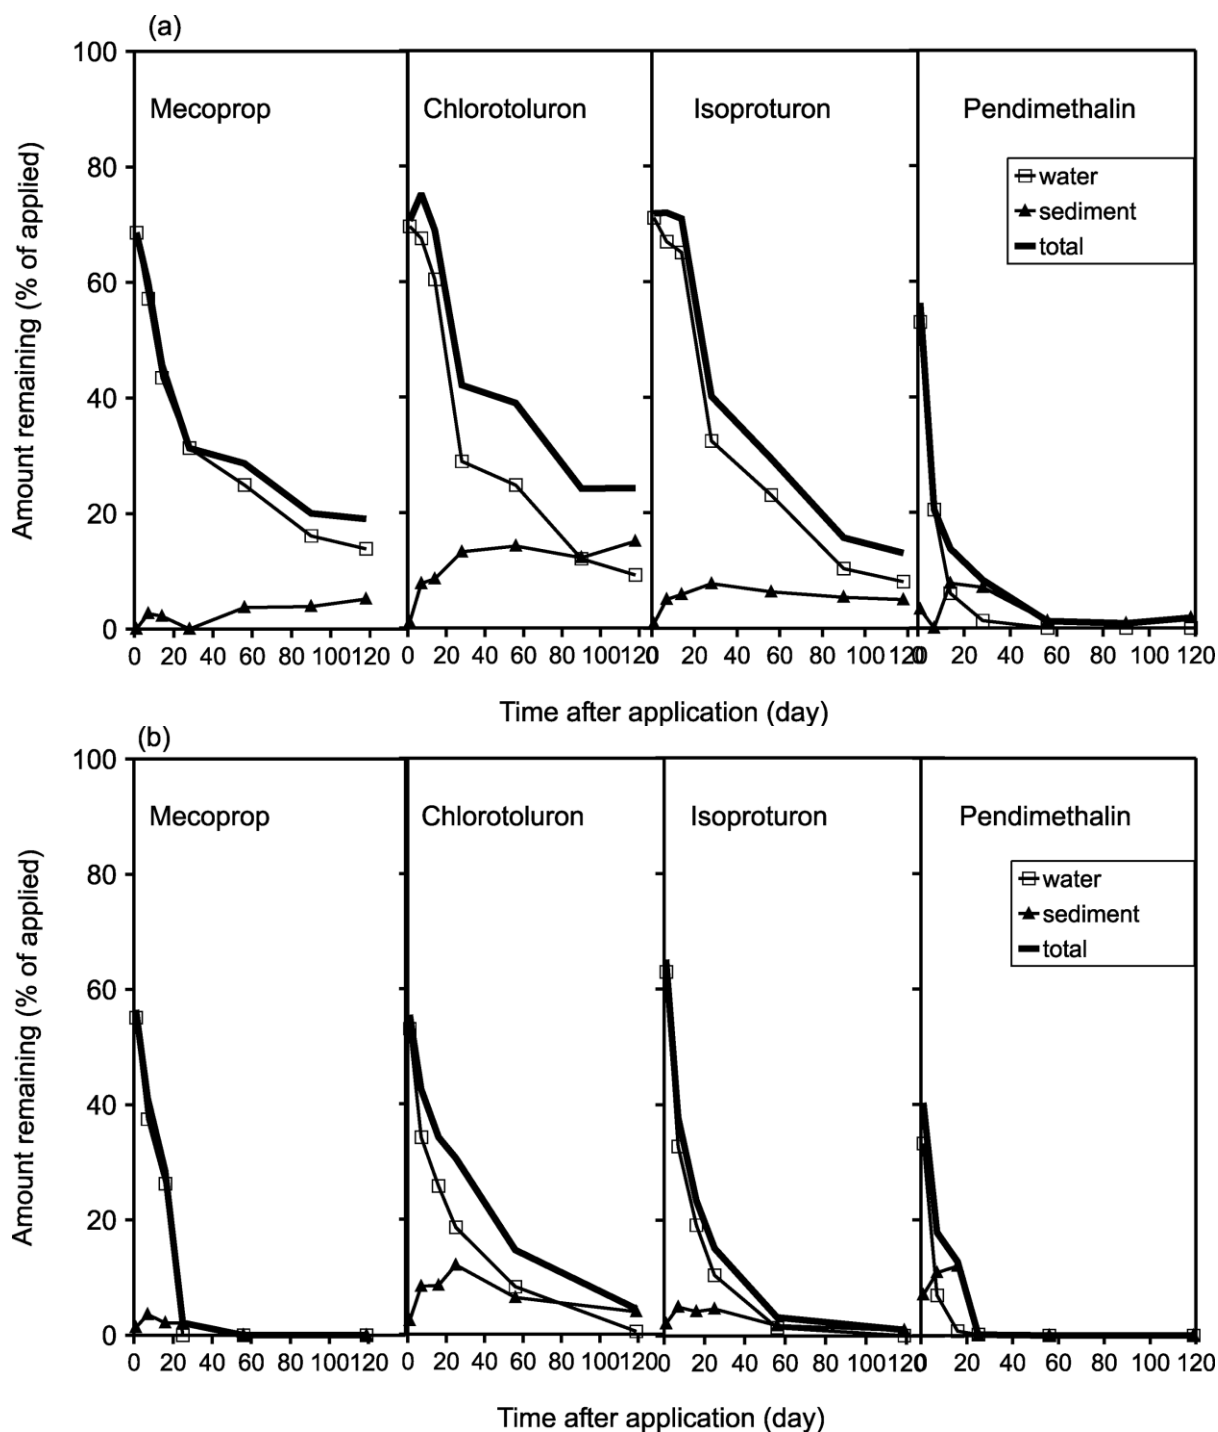 (a)
100
80
60
40
20
0
Amount remaining (% of applied)
Mecoprop
Chlorotoluron
Isoproturon
Pendimethalin
water
sediment
total
0 20 40 60 80 100120
0 20 40 60 80 100 120
0 20 40 60 80 100 120
0 20 40 60 80 100 120
Time after application (day)
(b)
100
80
60
40
20
0
Amount remaining (% of applied)
Mecoprop
Chlorotoluron
Isoproturon
Pendimethalin
water
sediment
total
0 20 40 60 80 100120
0 20 40 60 80 100120
0 20 40 60 80 100120
0 20 40 60 80 100 120
Time after application (day)